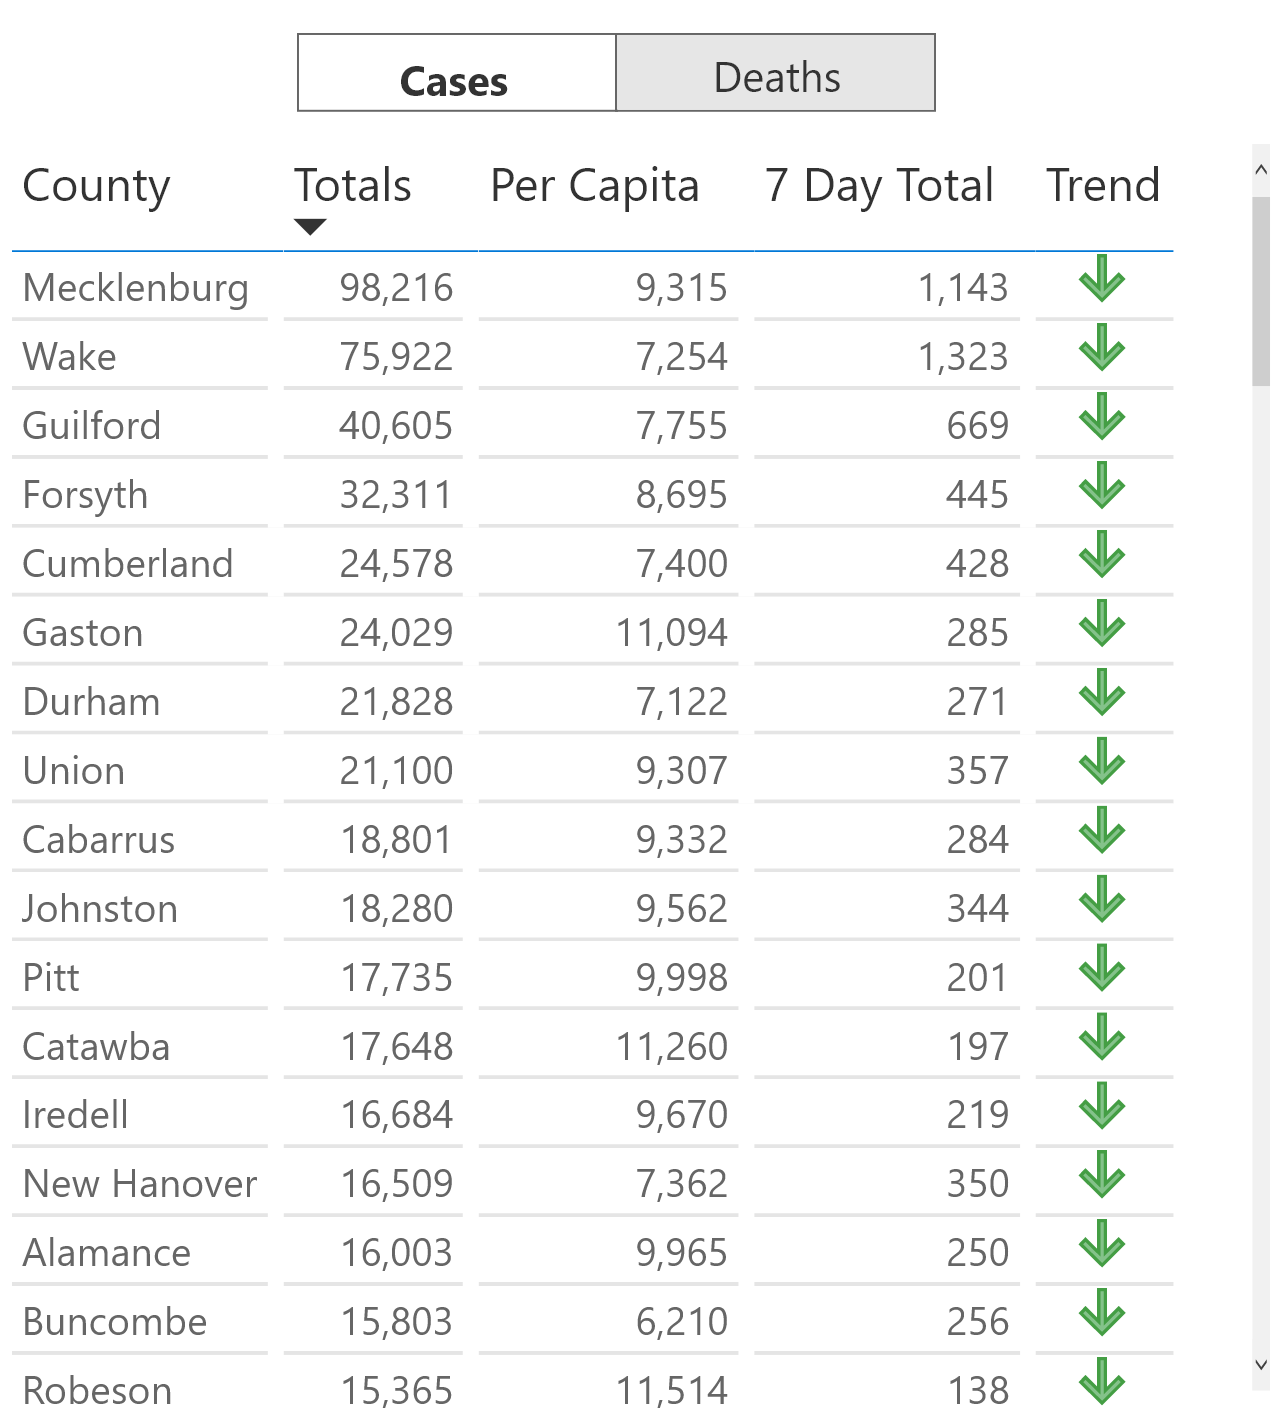 Cases Deaths
County Totals Per Capita 7 Day Total Trend
Mecklenburg 98,216 9,315 1,143
Wake 75,922 7,254 1,323
Guilford 40,605 7,755 669
Forsyth 32,311 8,695 445
Cumberland 24,578 7,400 428
Gaston 24,029 11,094 285
Durham 21,828 7,122 271
Union 21,100 9,307 357
Cabarrus 18,801 9,332 284
Johnston 18,280 9,562 344
Pitt 17,735 9,998 201
Catawba 17,648 11,260 197
Iredell 16,684 9,670 219
New Hanover 16,509 7,362 350
Alamance 16,003 9,965 250
Buncombe 15,803 6,210 256
Robeson 15,365 11,514 138